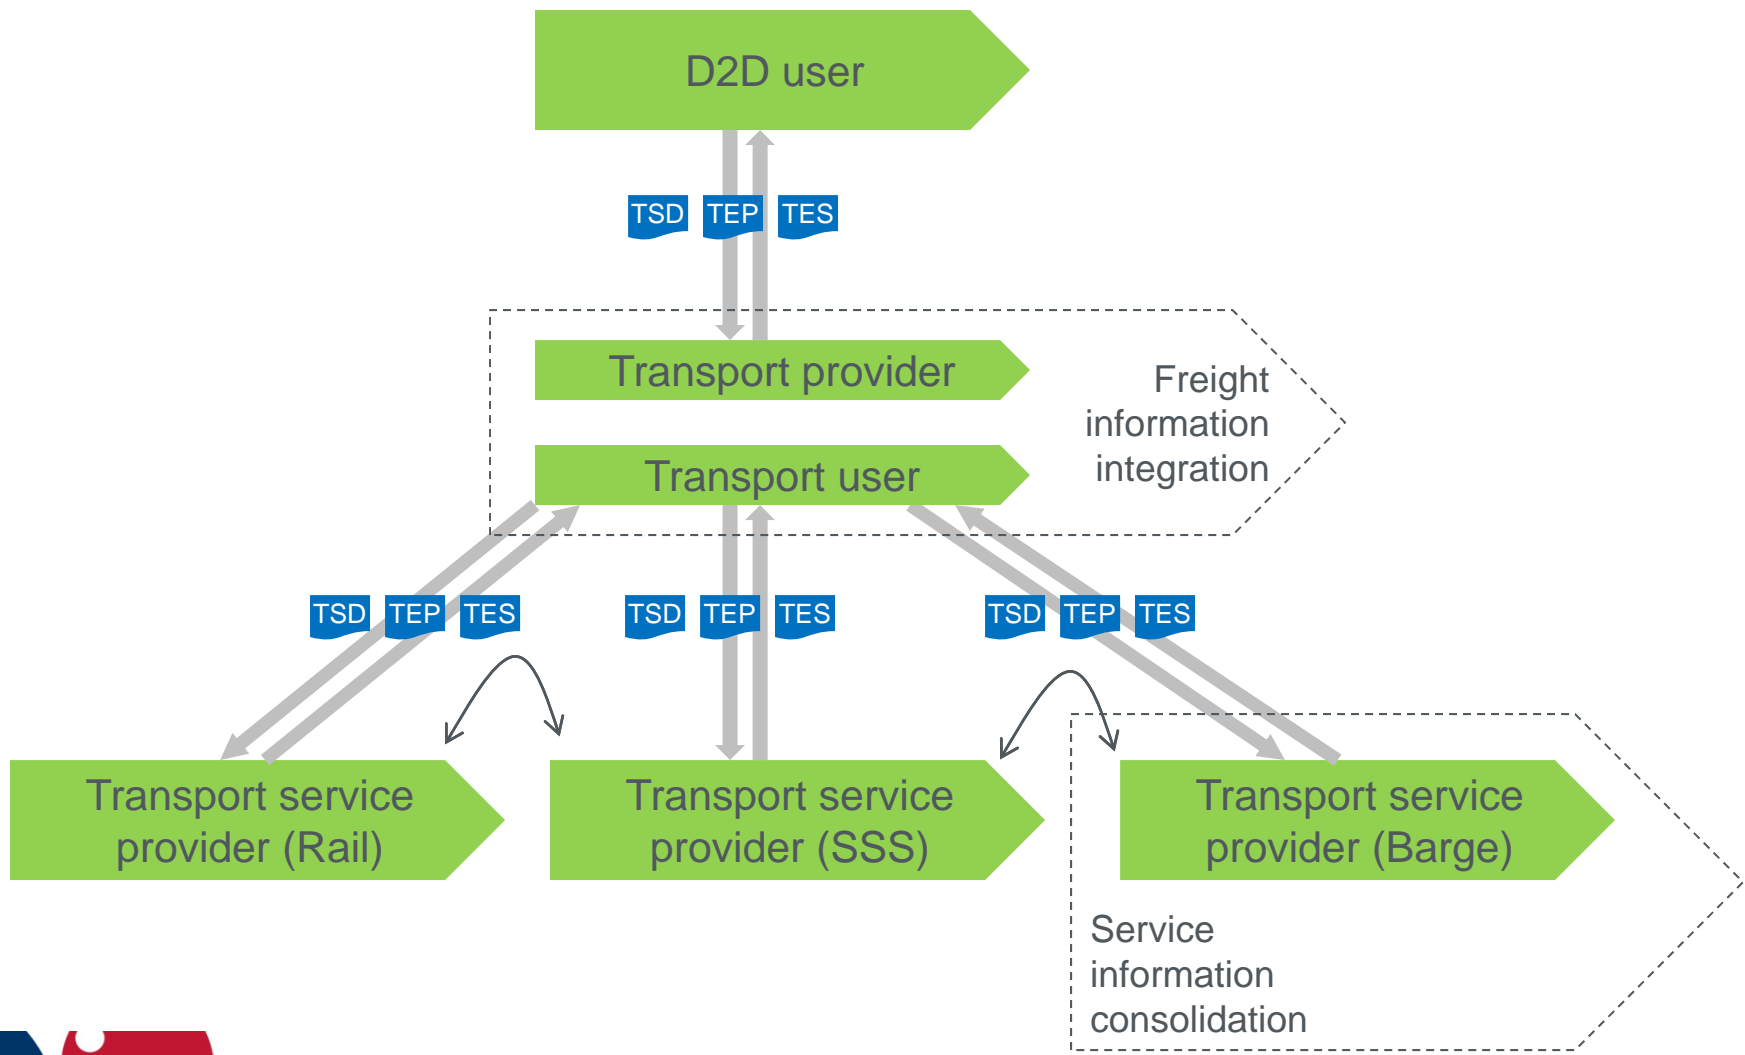 D2D user
TSD TEP TES
Transport provider
Freight
information
integration
Transport user
TSD TEP TES
TSD TEP TES
TSD TEP TES
Transport service
provider (Rail)
Transport service
provider (SSS)
Transport service
provider (Barge)
Service
information
consolidation